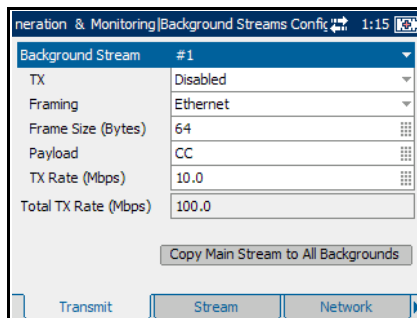 neration & Monitoring|Background Streams Config 1:15
Background Stream #1
TX Disabled
Framing Ethernet
Frame Size (Bytes) 64
Payload CC
TX Rate (Mbps) 10.0
Total TX Rate (Mbps) 100.0
Copy Main Stream to All Backgrounds
Transmit Stream Network